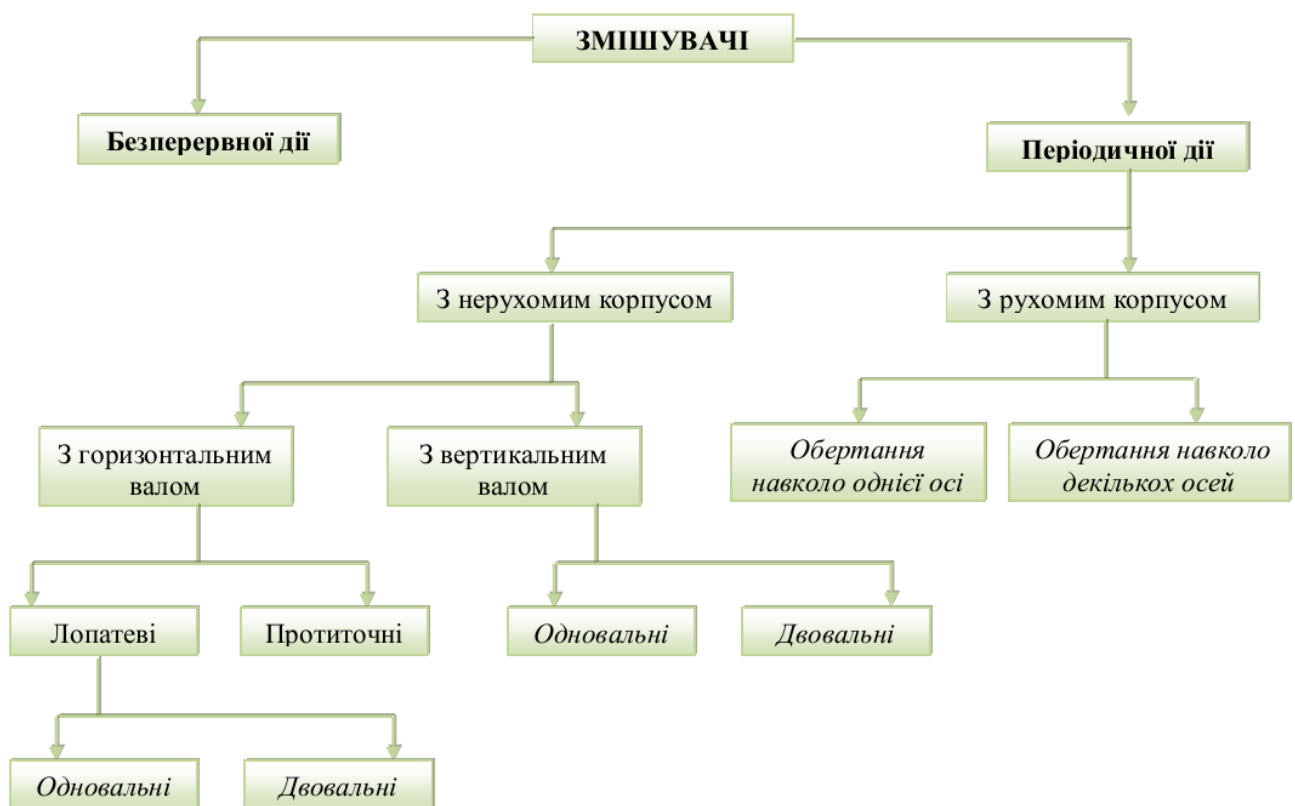 ЗМІШУВАЧІ
Безперервної дії
Періодичної дії
З нерухомим корпусом
З рухомим корпусом
З горизонтальним
валом
З вертикальним
валом
Обертання
навколо однієї осі
Обертання навколо
декількох осей
Лопатеві
Протиточні
Одновальні
Двовальні
Одновальні
Двовальні